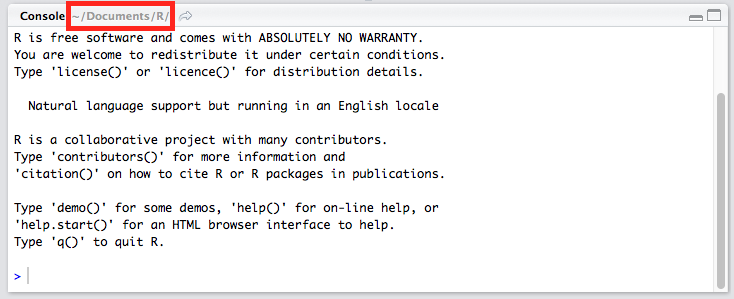 Console ~/Documents/R/
R is free software and comes with ABSOLUTELY NO WARRANTY.
You are welcome to redistribute it under certain conditions.
Type 'license()' or 'licence()' for distribution details.
Natural language support but running in an English locale
R is a collaborative project with many contributors.
Type 'contributors()' for more information and
'citation()' on how to cite R or R packages in publications.
Type 'demo()' for some demos, 'help()' for on-line help, or
'help.start()' for an HTML browser interface to help.
Type 'q()' to quit R.
>